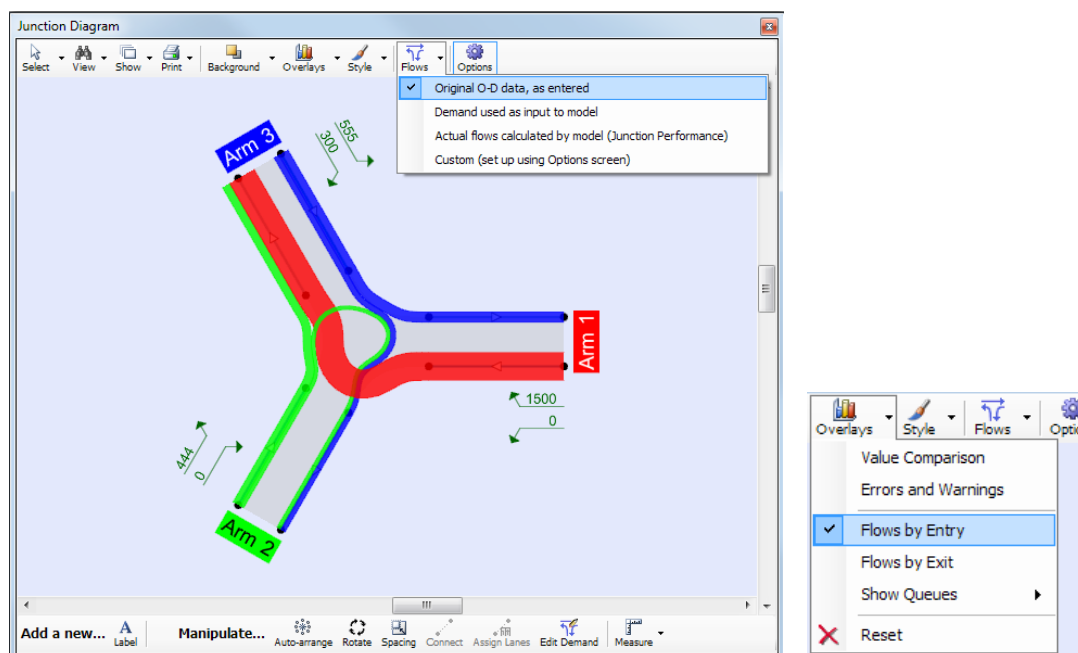 Junction Diagram
Select View Show Print Background Overlays Style Flows Options
Original O-D data, as entered
Demand used as input to model
Actual flows calculated by model (Junction Performance)
Custom (set up using Options screen)
Arm 3
300
555
Arm 1
1500
0
444
0
Arm 2
Add a new... Label Manipulate... Auto-arrange Rotate Spacing Connect Assign Lanes Edit Demand Measure
Overlays Style Flows
Value Comparison
Errors and Warnings
Flows by Entry
Flows by Exit
Show Queues
Reset